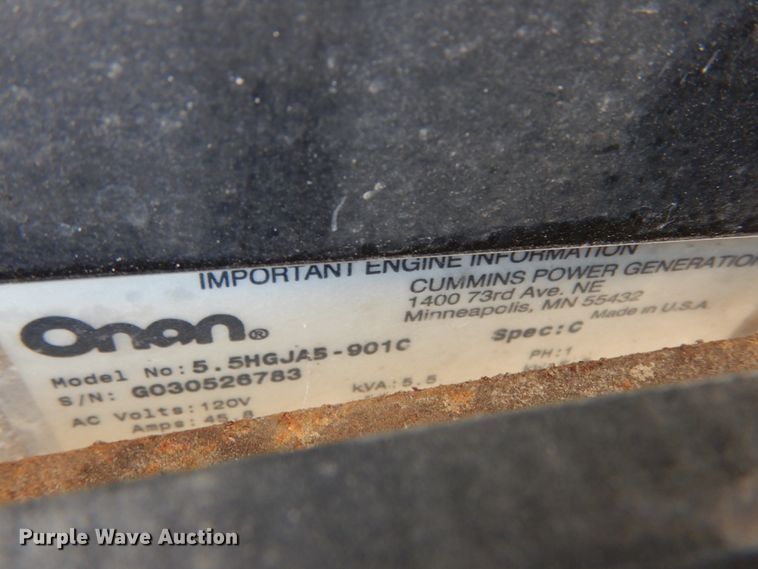 IMPORTANT ENGINE INFORMATION
CUMMINS POWER GENERATION
1400 73rd Ave. NE
Minneapolis, MN 55432
Made in U.S.A.
Onan®
Model No: 5.5HGJAB-901C Spec: C
S/N: G030526783
PH: 1
AC Volts: 120V kVA: 5.5
Amps: 45.8
Purple Wave Auction